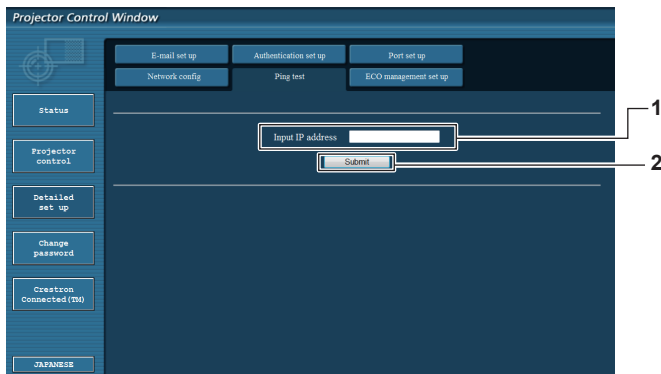 Projector Control Window
E-mail set up
Authentication set up
Port set up
Network config
Ping test
ECO management set up
Status
Projector
control
Detailed
set up
Change
password
Crestron
Connected(TM)
JAPANESE
Input IP address
Submit
1
2